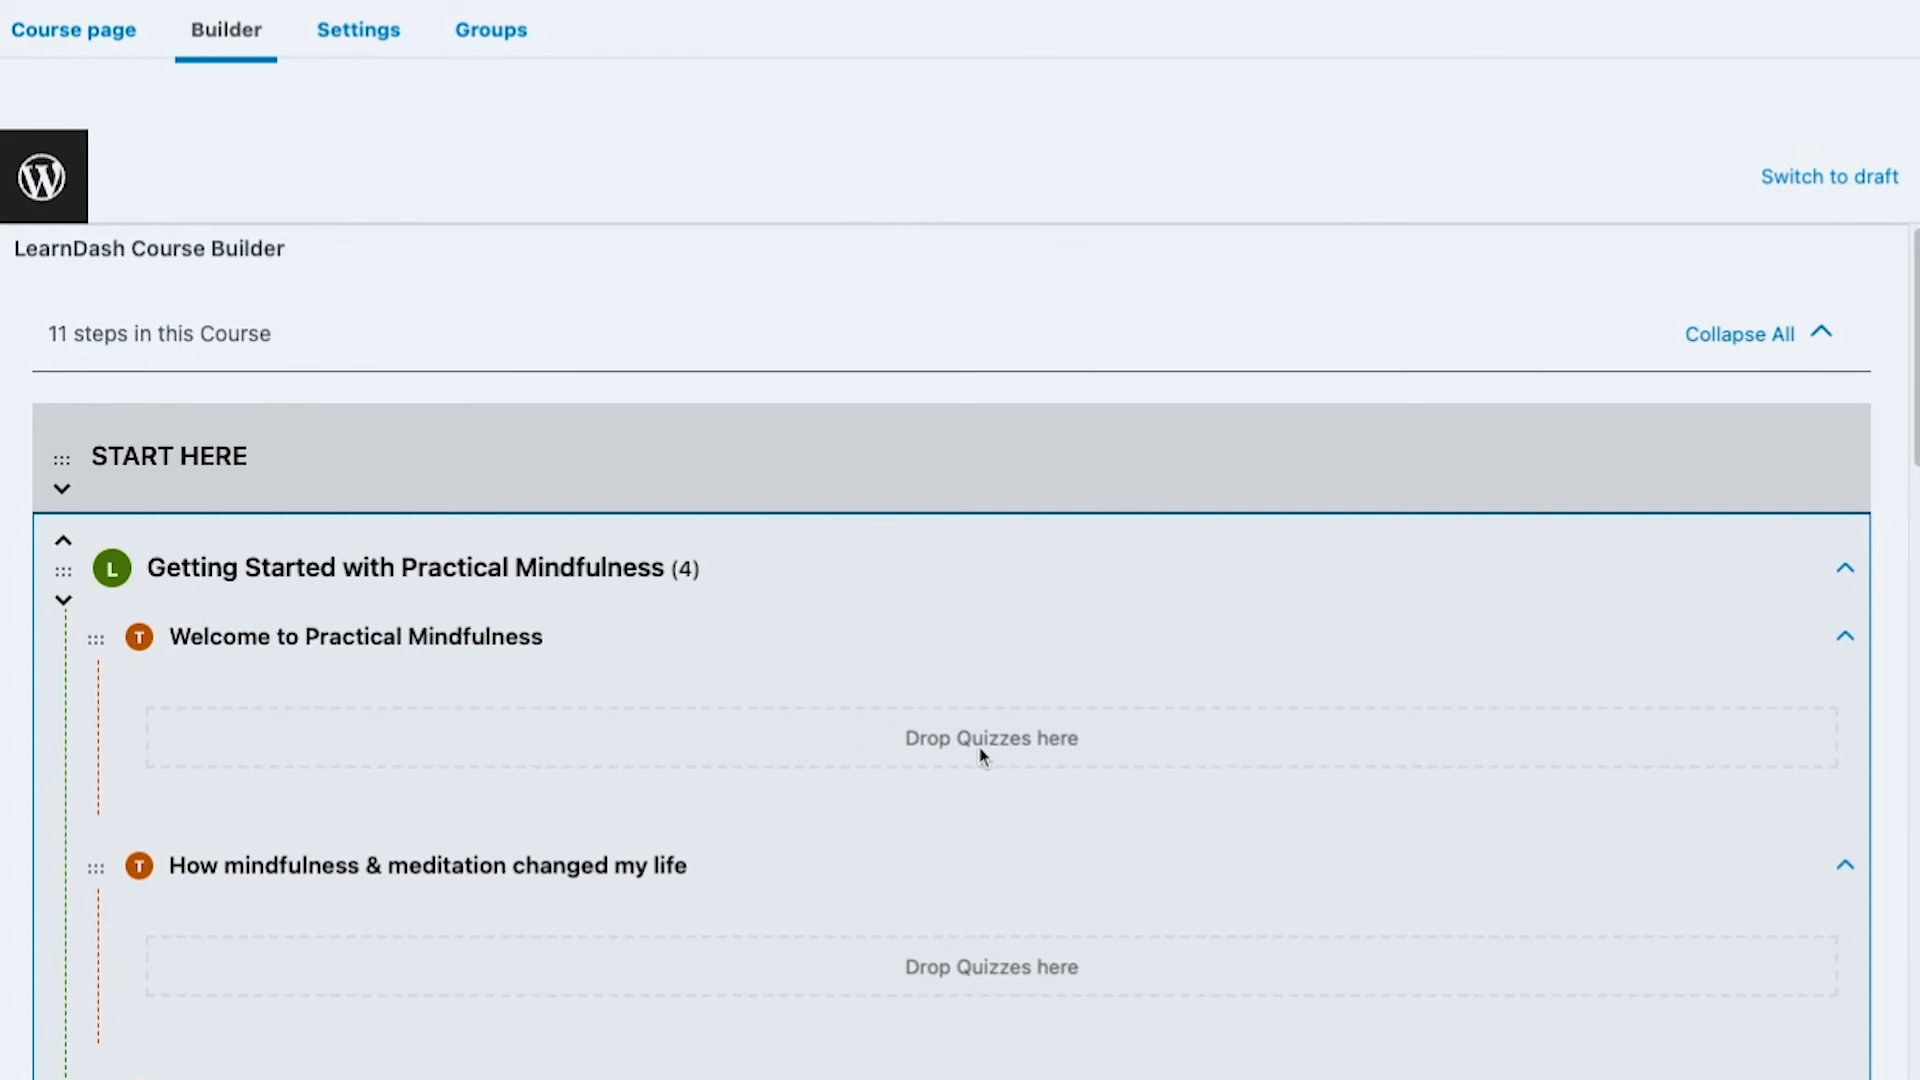 Course page Builder Settings Groups
Switch to draft
LearnDash Course Builder
11 steps in this Course Collapse All
START HERE
L Getting Started with Practical Mindfulness (4)
T Welcome to Practical Mindfulness
Drop Quizzes here
T How mindfulness & meditation changed my life
Drop Quizzes here